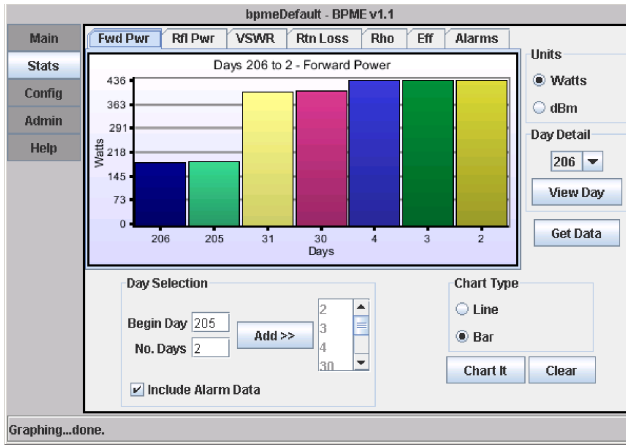 bpmeDefault - BPME v1.1
Main
Stats
Config
Admin
Help
Fwd Pwr Rfl Pwr VSWR Rtn Loss Rho Eff Alarms
Days 206 to 2 - Forward Power
Watts
436
363
291
218
145
73
0
206 205 31 30 4 3 2
Days
Units
Watts
dBm
Day Detail
206
View Day
Get Data
Day Selection
Begin Day 205
No. Days 2
Add >>
2
3
4
30
Include Alarm Data
Chart Type
Line
Bar
Chart It Clear
Graphing...done.